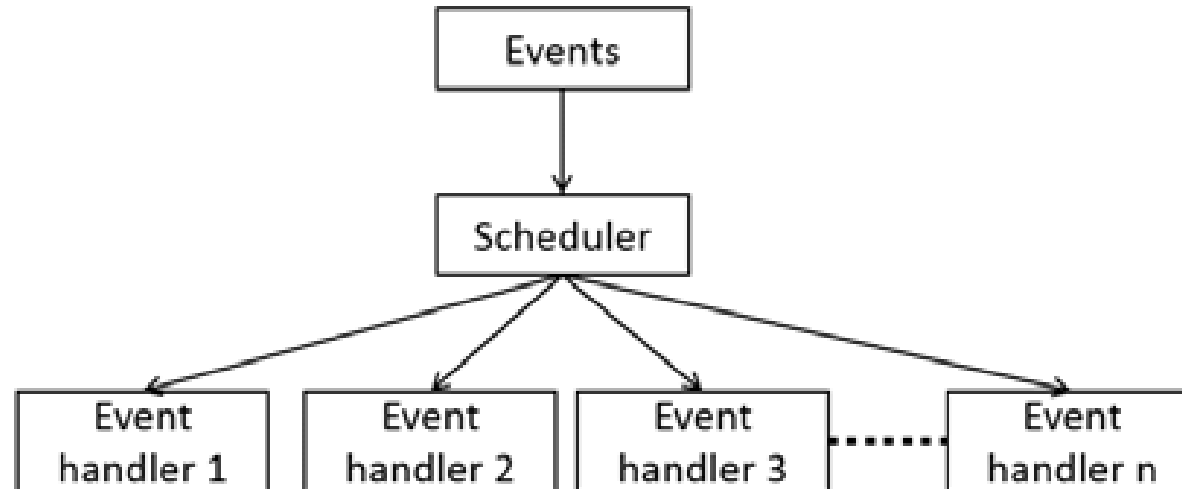 Events
Scheduler
Event
handler 1
Event
handler 2
Event
handler 3
Event
handler n